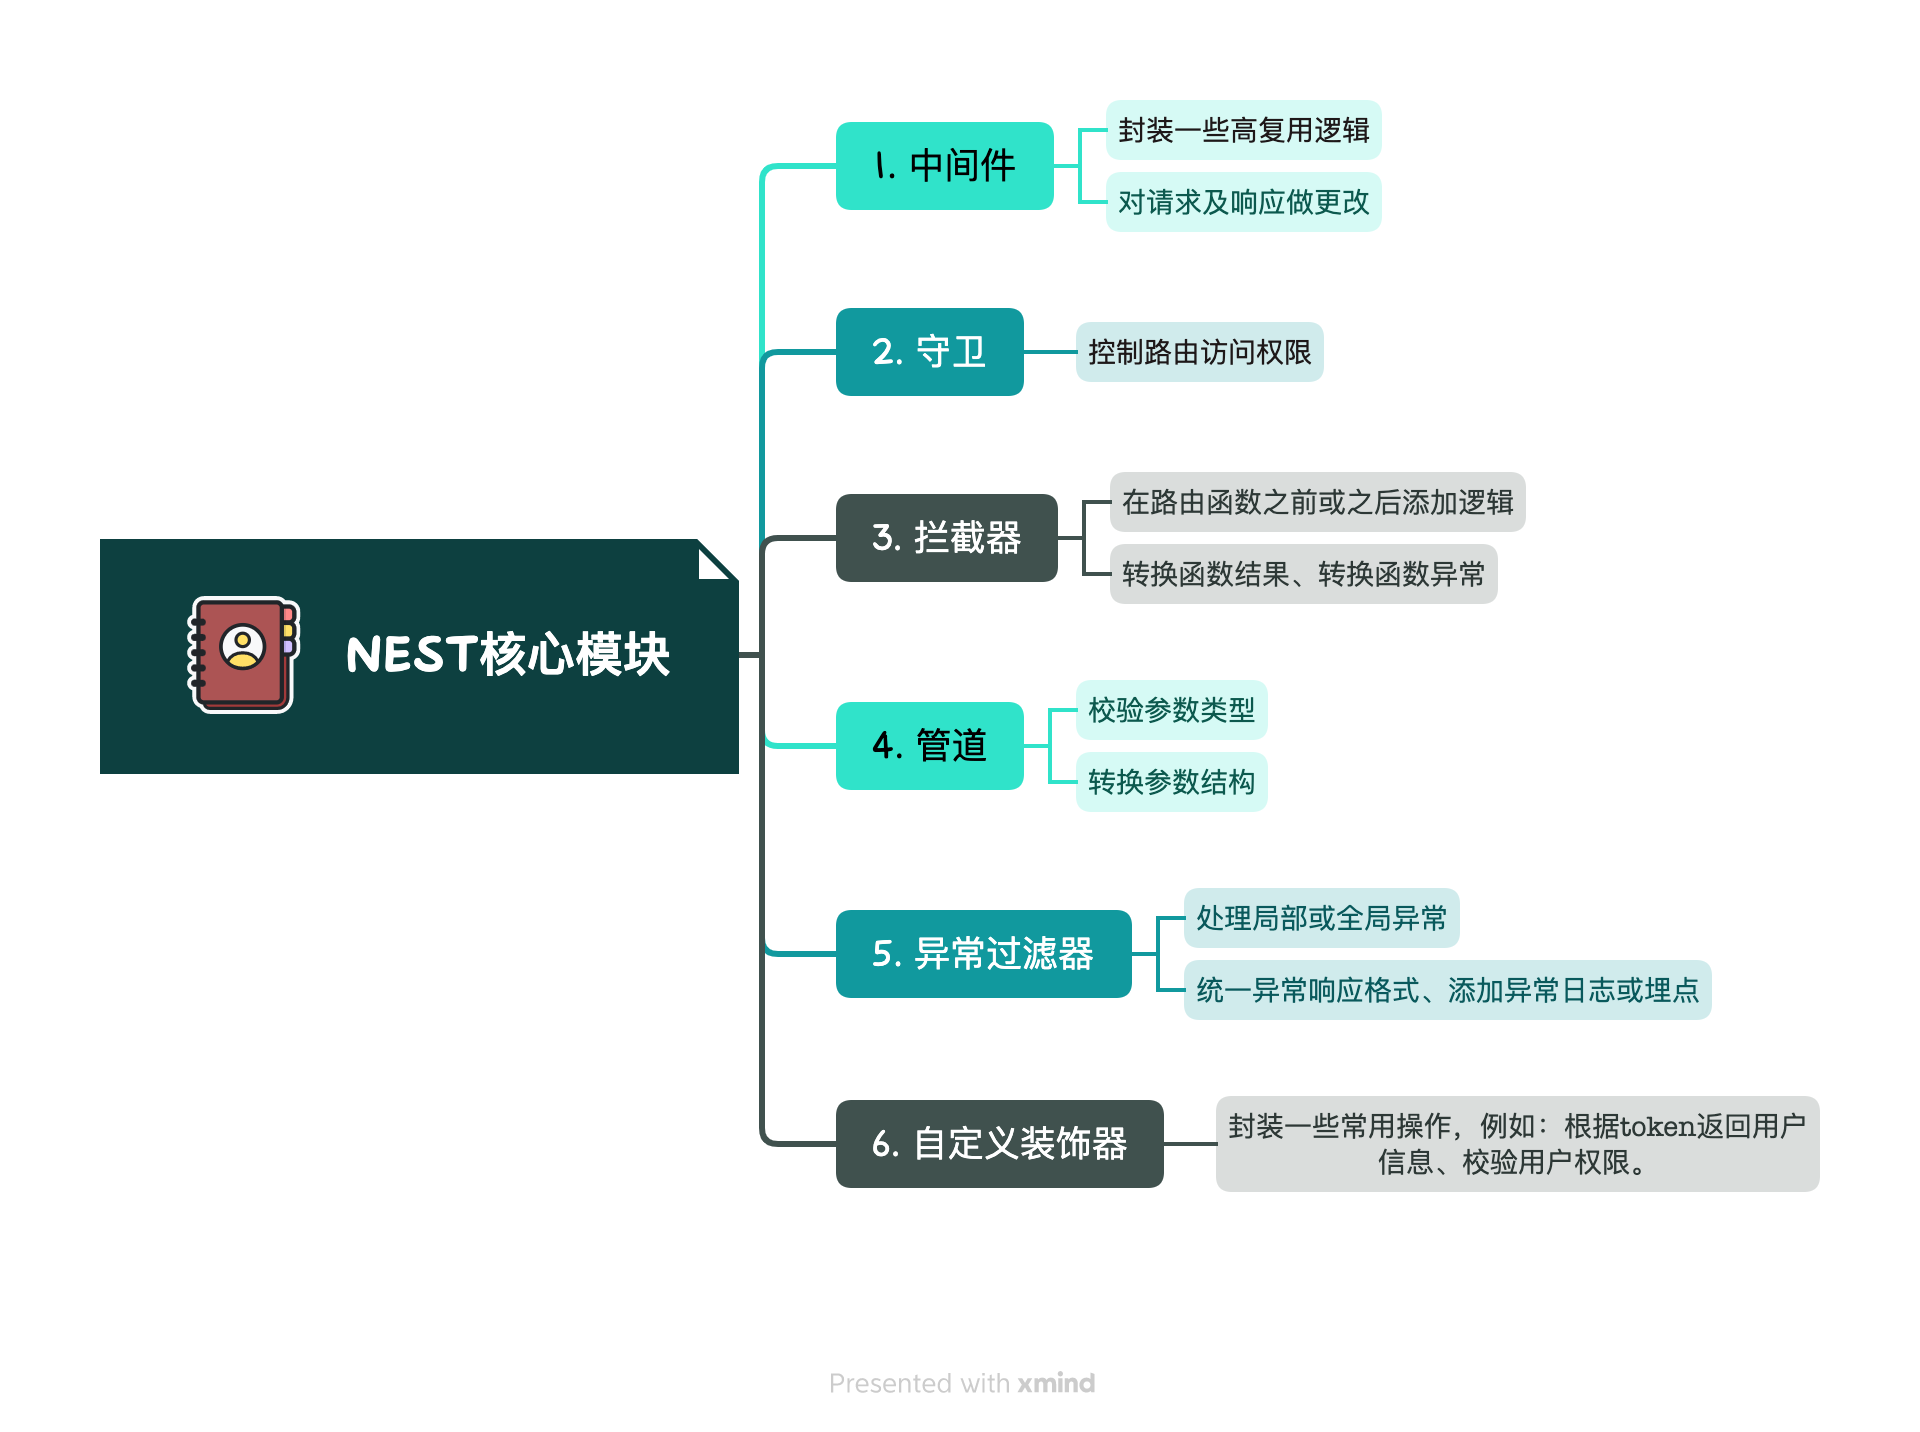 NEST核心模块
1. 中间件
封装一些高复用逻辑
对请求及响应做更改
2. 守卫
控制路由访问权限
3. 拦截器
在路由函数之前或之后添加逻辑
转换函数结果、转换函数异常
4. 管道
校验参数类型
转换参数结构
5. 异常过滤器
处理局部或全局异常
统一异常响应格式、添加异常日志或埋点
6. 自定义装饰器
封装一些常用操作，例如：根据token返回用户
信息、校验用户权限。
Presented with xmind